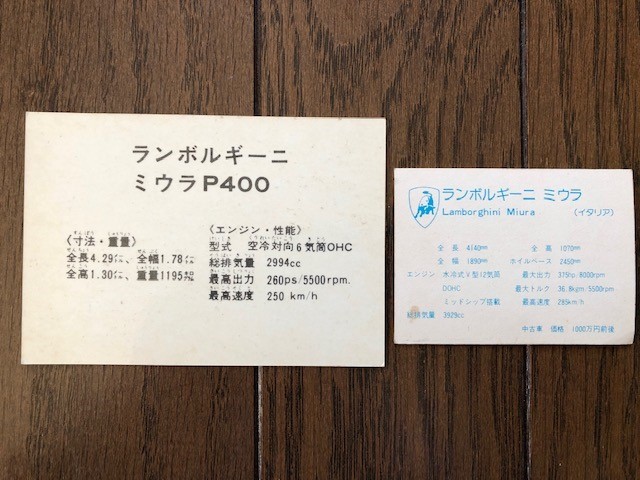 ランボルギーニ
ミウラP400
〈寸法・重量〉
全長4.29㍍、全幅1.78㍍
全高1.30㍍、重量1195㌔㌘
〈エンジン・性能〉
型式 空冷対向6気筒OHC
総排気量 2994cc
最高出力 260ps/5500rpm.
最高速度 250 km/h
ランボルギーニ ミウラ
Lamborghini Miura (イタリア)
全長 4140mm 全高 1070mm
全幅 1890mm ホイルベース 2450mm
エンジン 水冷式V型12気筒 最大出力 375hp/8000rpm
DOHC 最大トルク 36.8kg/5500rpm
ミッドシップ搭載 最高速度 285km/h
総排気量 3929cc
中古車 価格 1000万円前後